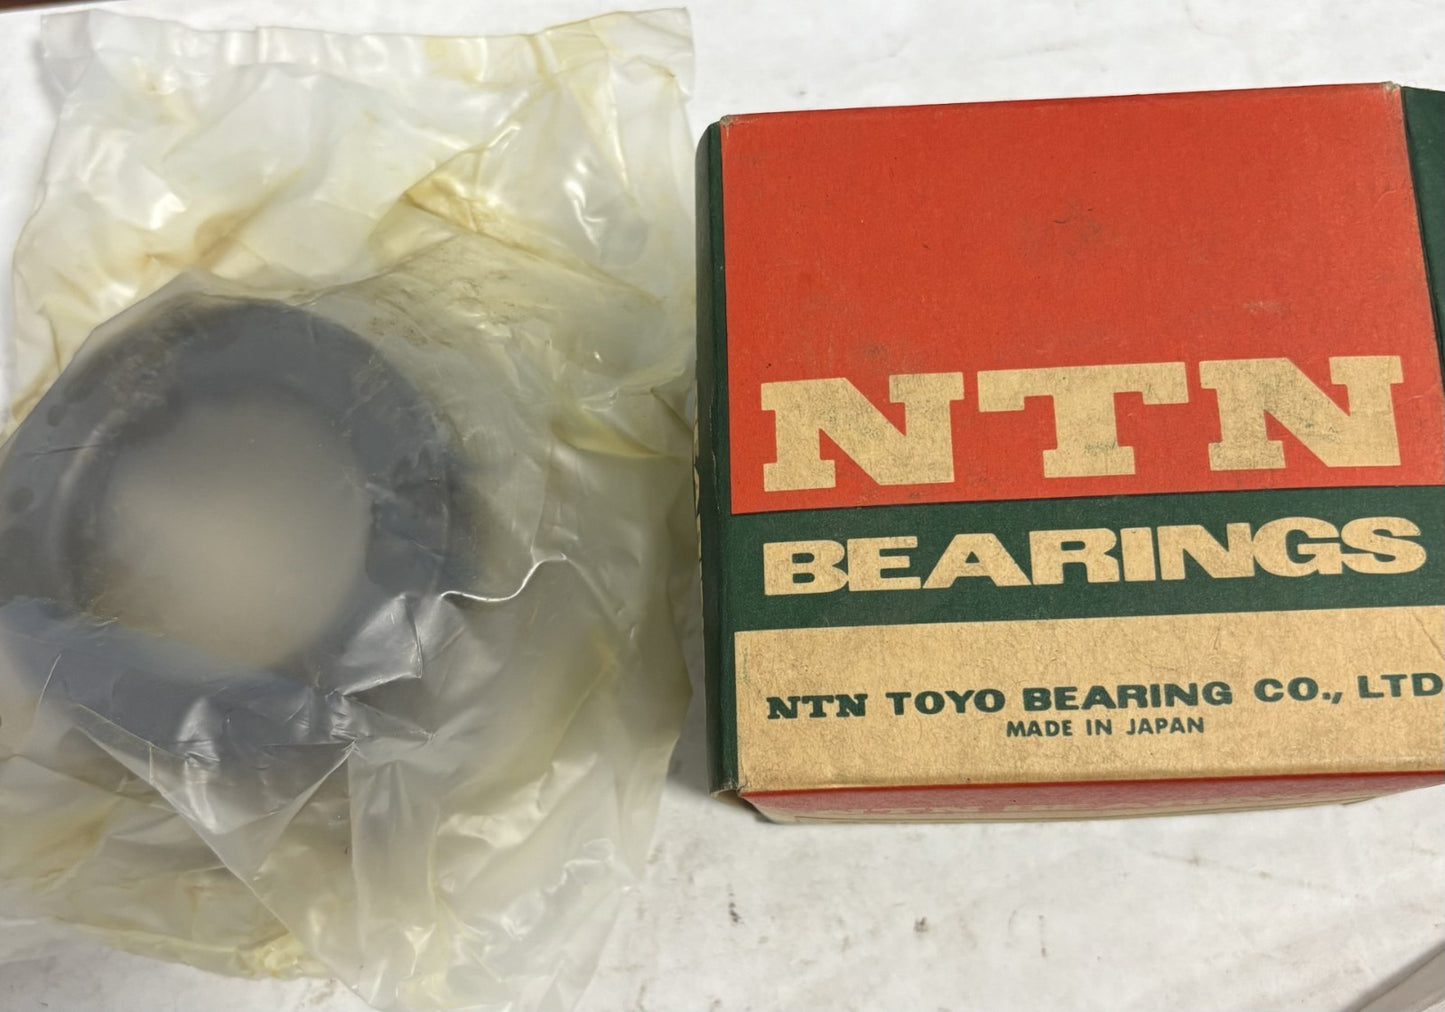 NTN
BEARINGS
NTN TOYO BEARING CO., LTD
MADE IN JAPAN